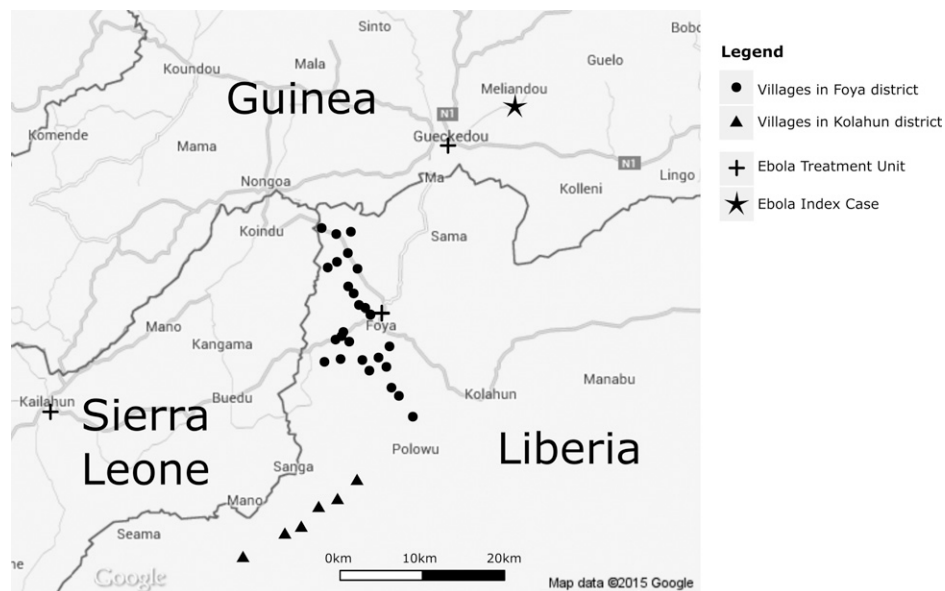 Sinto
Bobo
Mala
Guelo
Koundou
Meliandou
Guinea
N1
Gueckedou
Komende
Mama
N1
Nongoa
Ma
Kolleni
Lingo
Koindu
Sama
Mano
Foya
Kangama
Manabu
Kailahun
Buedu
Kolahun
Sierra
Leone
Liberia
Polowu
Sanga
Mano
Seama
ne
0km 10km 20km
Google
Map data ©2015 Google
Legend
Villages in Foya district
Villages in Kolahun district
Ebola Treatment Unit
Ebola Index Case